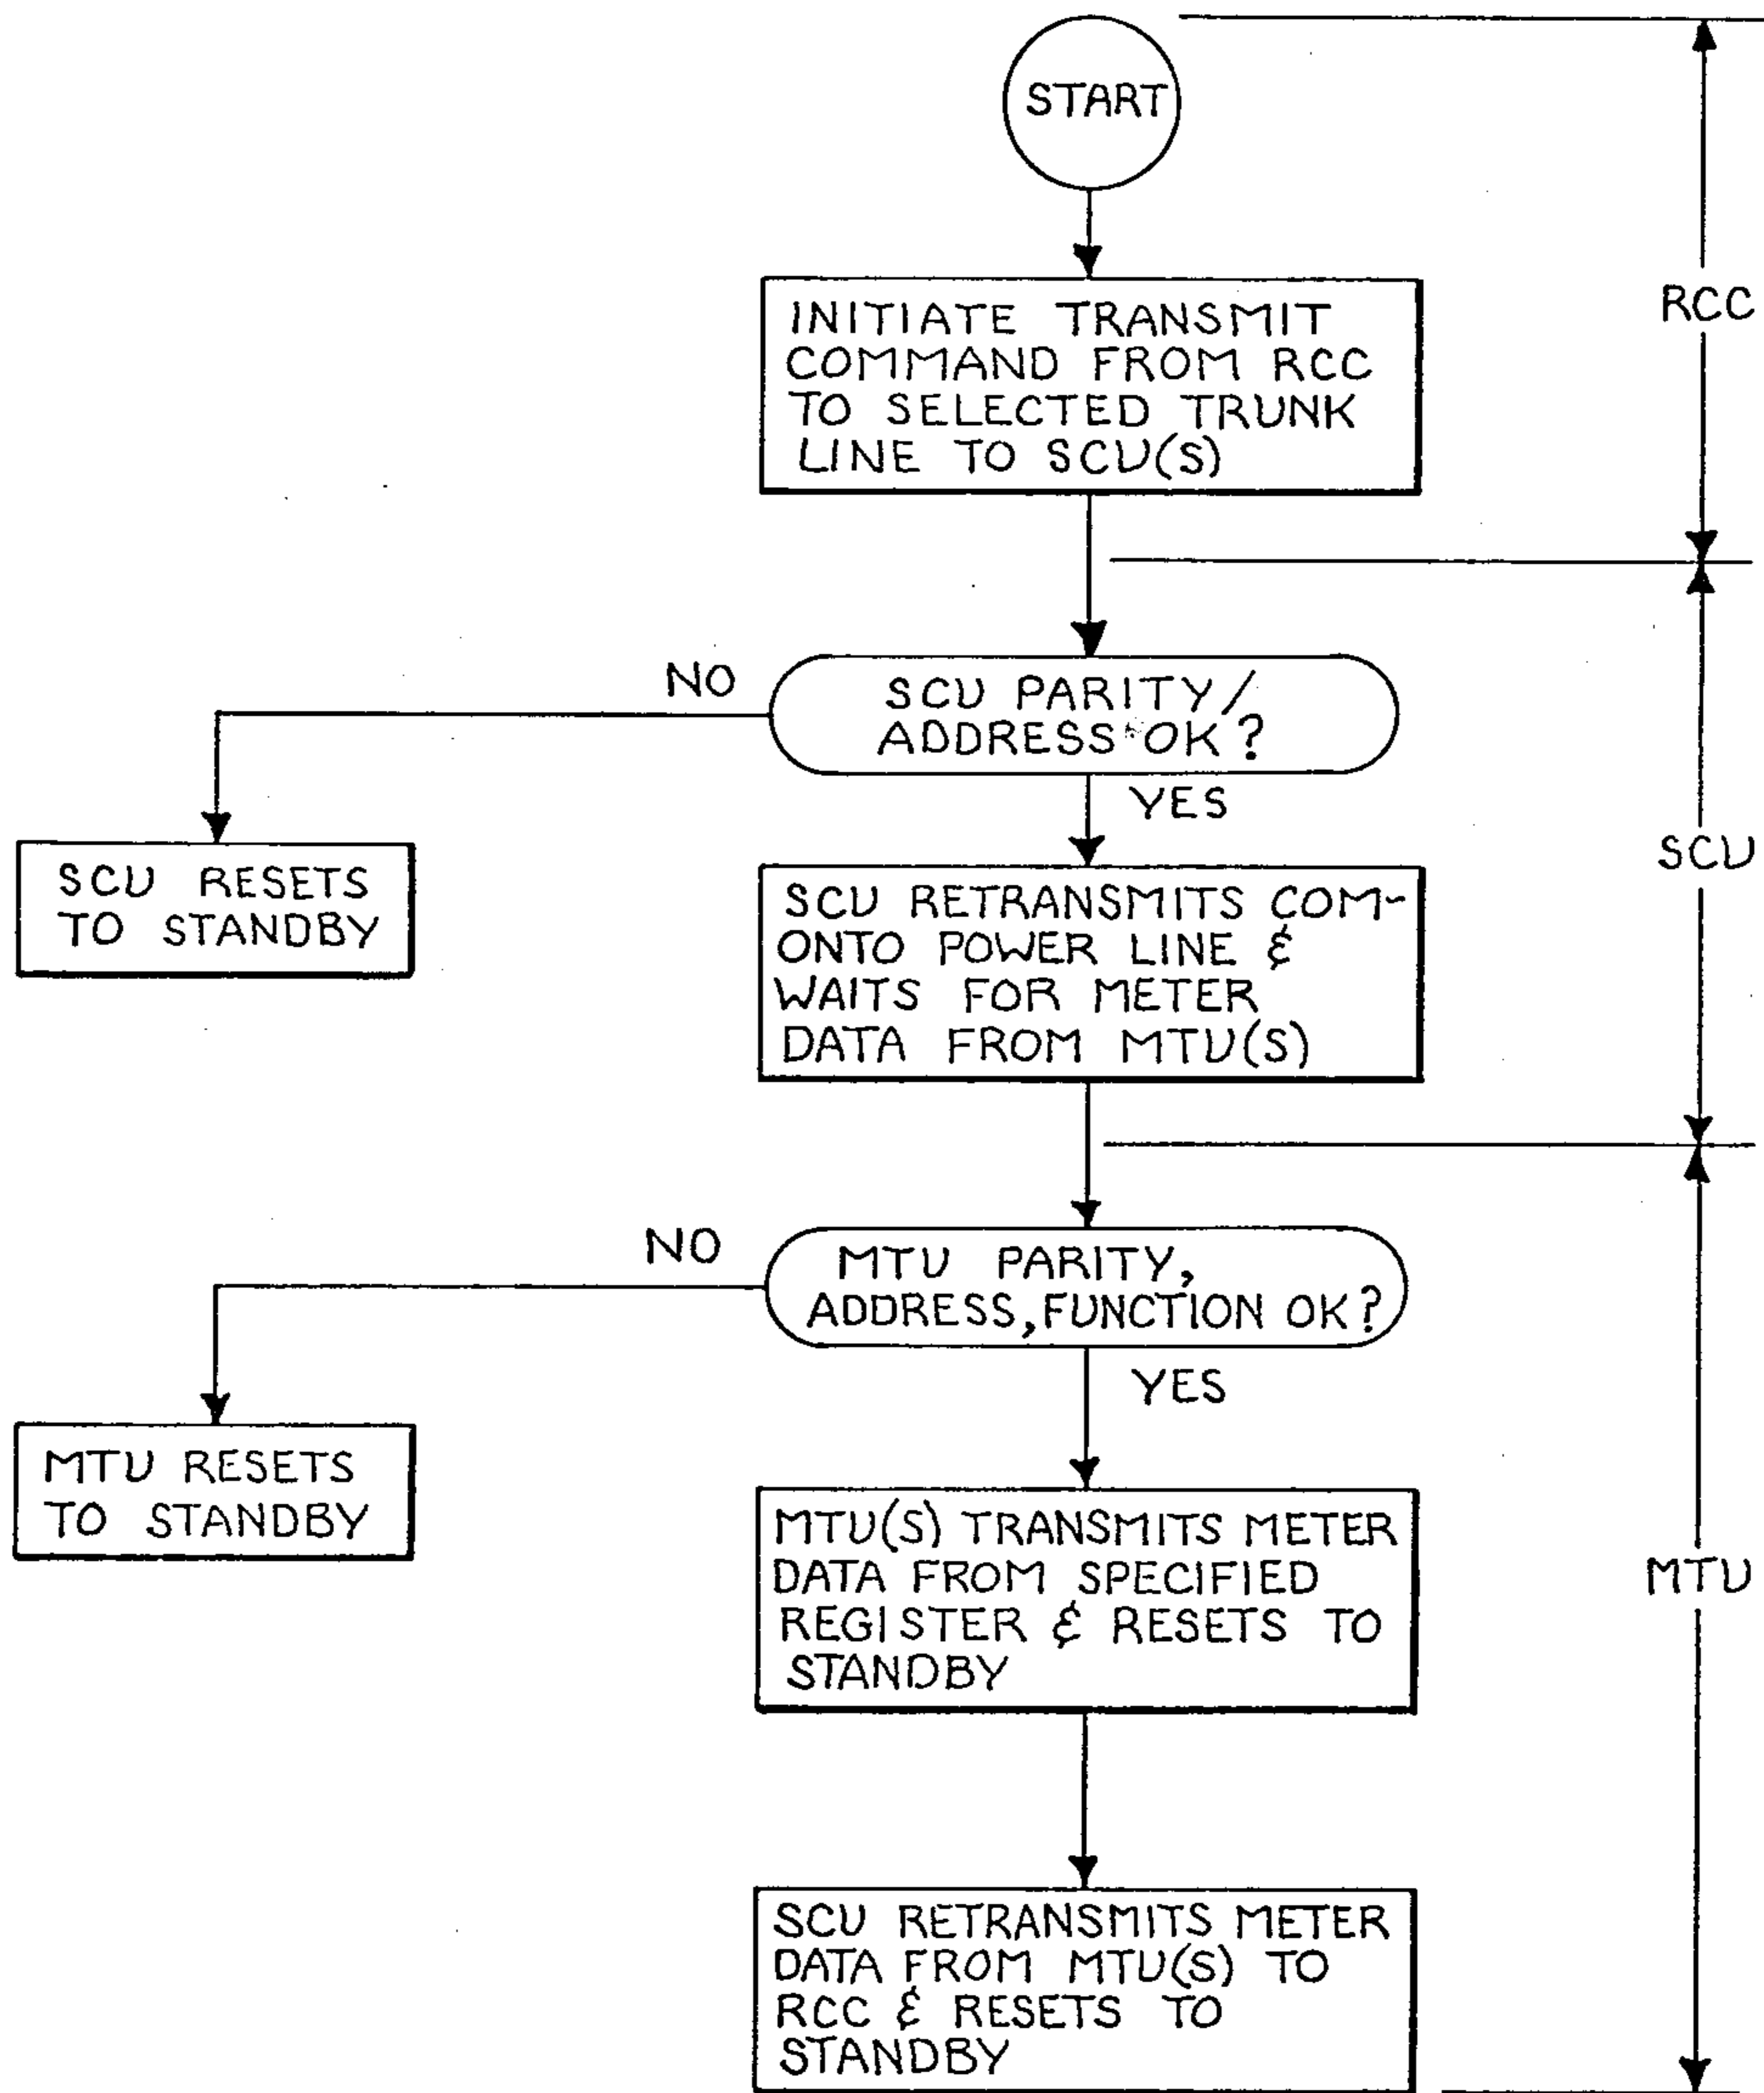 START
INITIATE TRANSMIT
COMMAND FROM RCC
TO SELECTED TRUNK
LINE TO SCU(S)
RCC
NO
SCU PARITY/
ADDRESS OK?
YES
SCU RESETS
TO STANDBY
SCU RETRANSMITS COM-
ONTO POWER LINE &
WAITS FOR METER
DATA FROM MTU(S)
SCU
NO
MTU PARITY,
ADDRESS, FUNCTION OK?
YES
MTU RESETS
TO STANDBY
MTU(S) TRANSMITS METER
DATA FROM SPECIFIED
REGISTER & RESETS TO
STANDBY
MTU
SCU RETRANSMITS METER
DATA FROM MTU(S) TO
RCC & RESETS TO
STANDBY